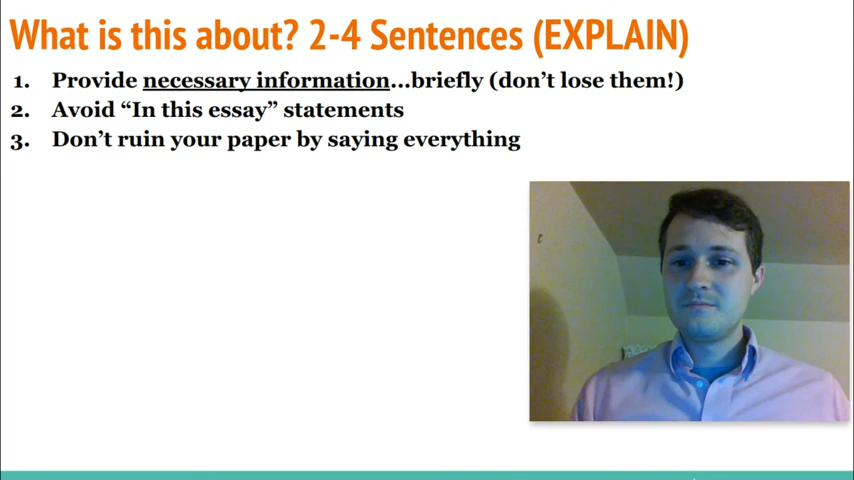 What is this about? 2-4 Sentences (EXPLAIN)
1. Provide necessary information...briefly (don't lose them!)
2. Avoid "In this essay" statements
3. Don't ruin your paper by saying everything